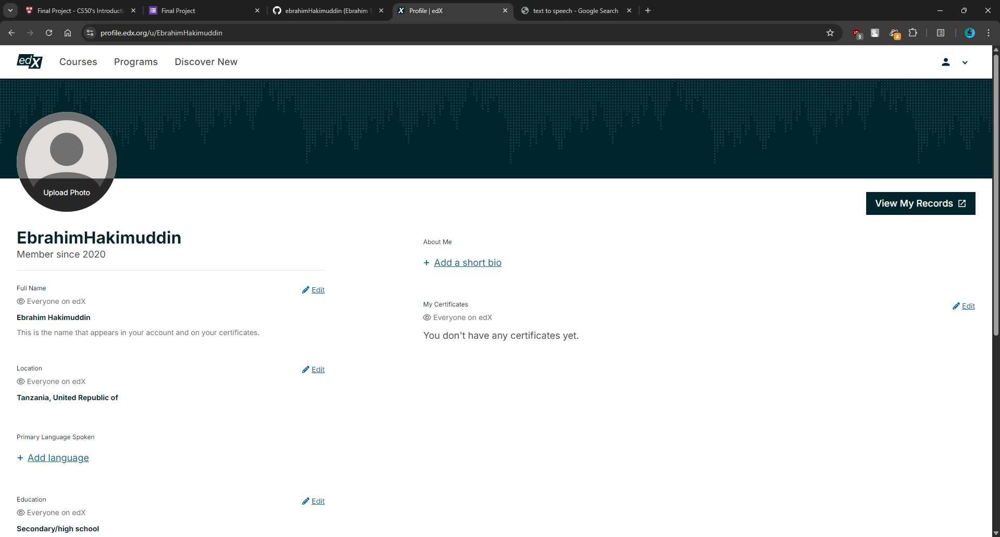 Final Project - CS50's Introducti
Final Project
ebrahimHakimuddin (Ebrahim T
Profile | edX
text to speech - Google Search
profile.edx.org/u/EbrahimHakimuddin
3
4
edX
Courses
Programs
Discover New
Upload Photo
View My Records
EbrahimHakimuddin
Member since 2020
About Me
+ Add a short bio
Full Name
Edit
Everyone on edX
Ebrahim Hakimuddin
This is the name that appears in your account and on your certificates.
My Certificates
Edit
Everyone on edX
You don't have any certificates yet.
Location
Edit
Everyone on edX
Tanzania, United Republic of
Primary Language Spoken
+ Add language
Education
Edit
Everyone on edX
Secondary/high school